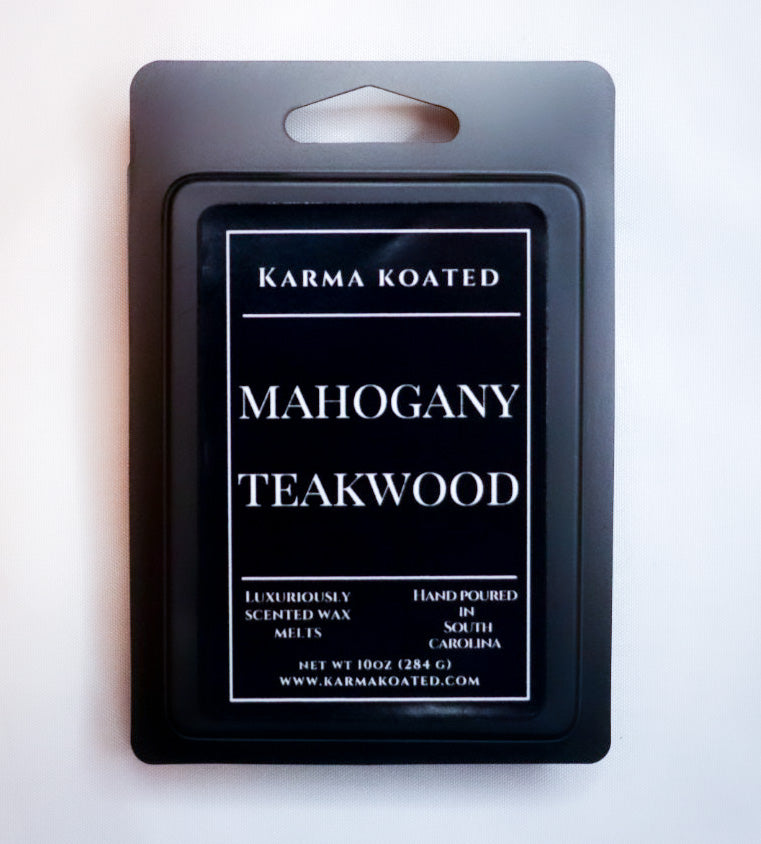 KARMA KOATED
MAHOGANY
TEAKWOOD
LUXURIOUSLY
SCENTED WAX
MELTS
HAND POURED
IN
SOUTH
CAROLINA
NET WT 10OZ (284 G)
WWW.KARMAKOATED.COM